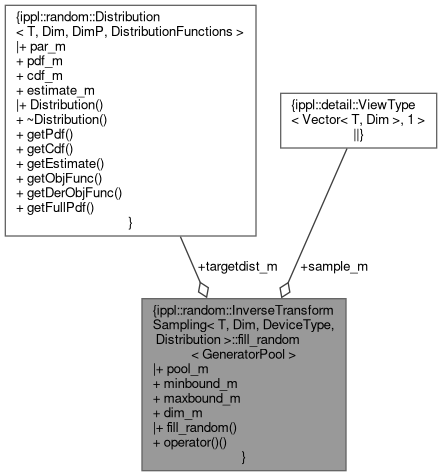 {ippl::random::Distribution
< T, Dim, DimP, DistributionFunctions >
|+ par_m
+ pdf_m
+ cdf_m
+ estimate_m
|+ Distribution()
+ ~Distribution()
+ getPdf()
+ getCdf()
+ getEstimate()
+ getObjFunc()
+ getDerObjFunc()
+ getFullPdf()
}
{ippl::detail::ViewType
< Vector< T, Dim >, 1 >
||}
+targetdist_m
+sample_m
{ippl::random::InverseTransform
Sampling< T, Dim, DeviceType,
Distribution >::fill_random
< GeneratorPool >
|+ pool_m
+ minbound_m
+ maxbound_m
+ dim_m
|+ fill_random()
+ operator()()
}